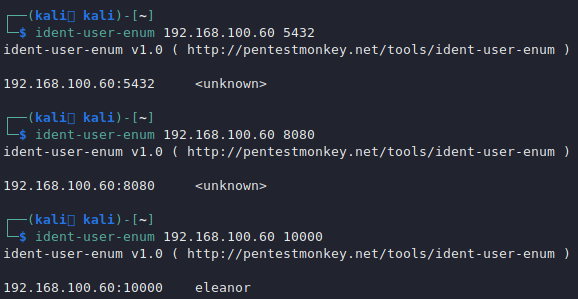 ┌──(kali㉿kali)-[~]
└─$ ident-user-enum 192.168.100.60 5432
ident-user-enum v1.0 ( http://pentestmonkey.net/tools/ident-user-enum )
192.168.100.60:5432 <unknown>
┌──(kali㉿kali)-[~]
└─$ ident-user-enum 192.168.100.60 8080
ident-user-enum v1.0 ( http://pentestmonkey.net/tools/ident-user-enum )
192.168.100.60:8080 <unknown>
┌──(kali㉿kali)-[~]
└─$ ident-user-enum 192.168.100.60 10000
ident-user-enum v1.0 ( http://pentestmonkey.net/tools/ident-user-enum )
192.168.100.60:10000 eleanor